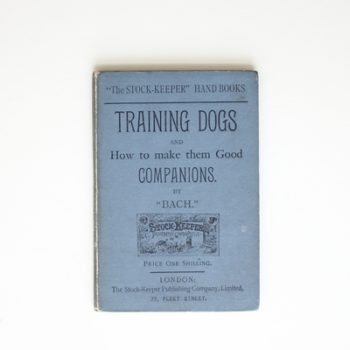 "The STOCK-KEEPER" HAND BOOKS
TRAINING DOGS
AND
How to make them Good
COMPANIONS.
BY
"BACH."
STOCK-KEEPER
PRICE ONE SHILLING.
LONDON:
The Stock-Keeper Publishing Company, Limited,
FLEET STREET.